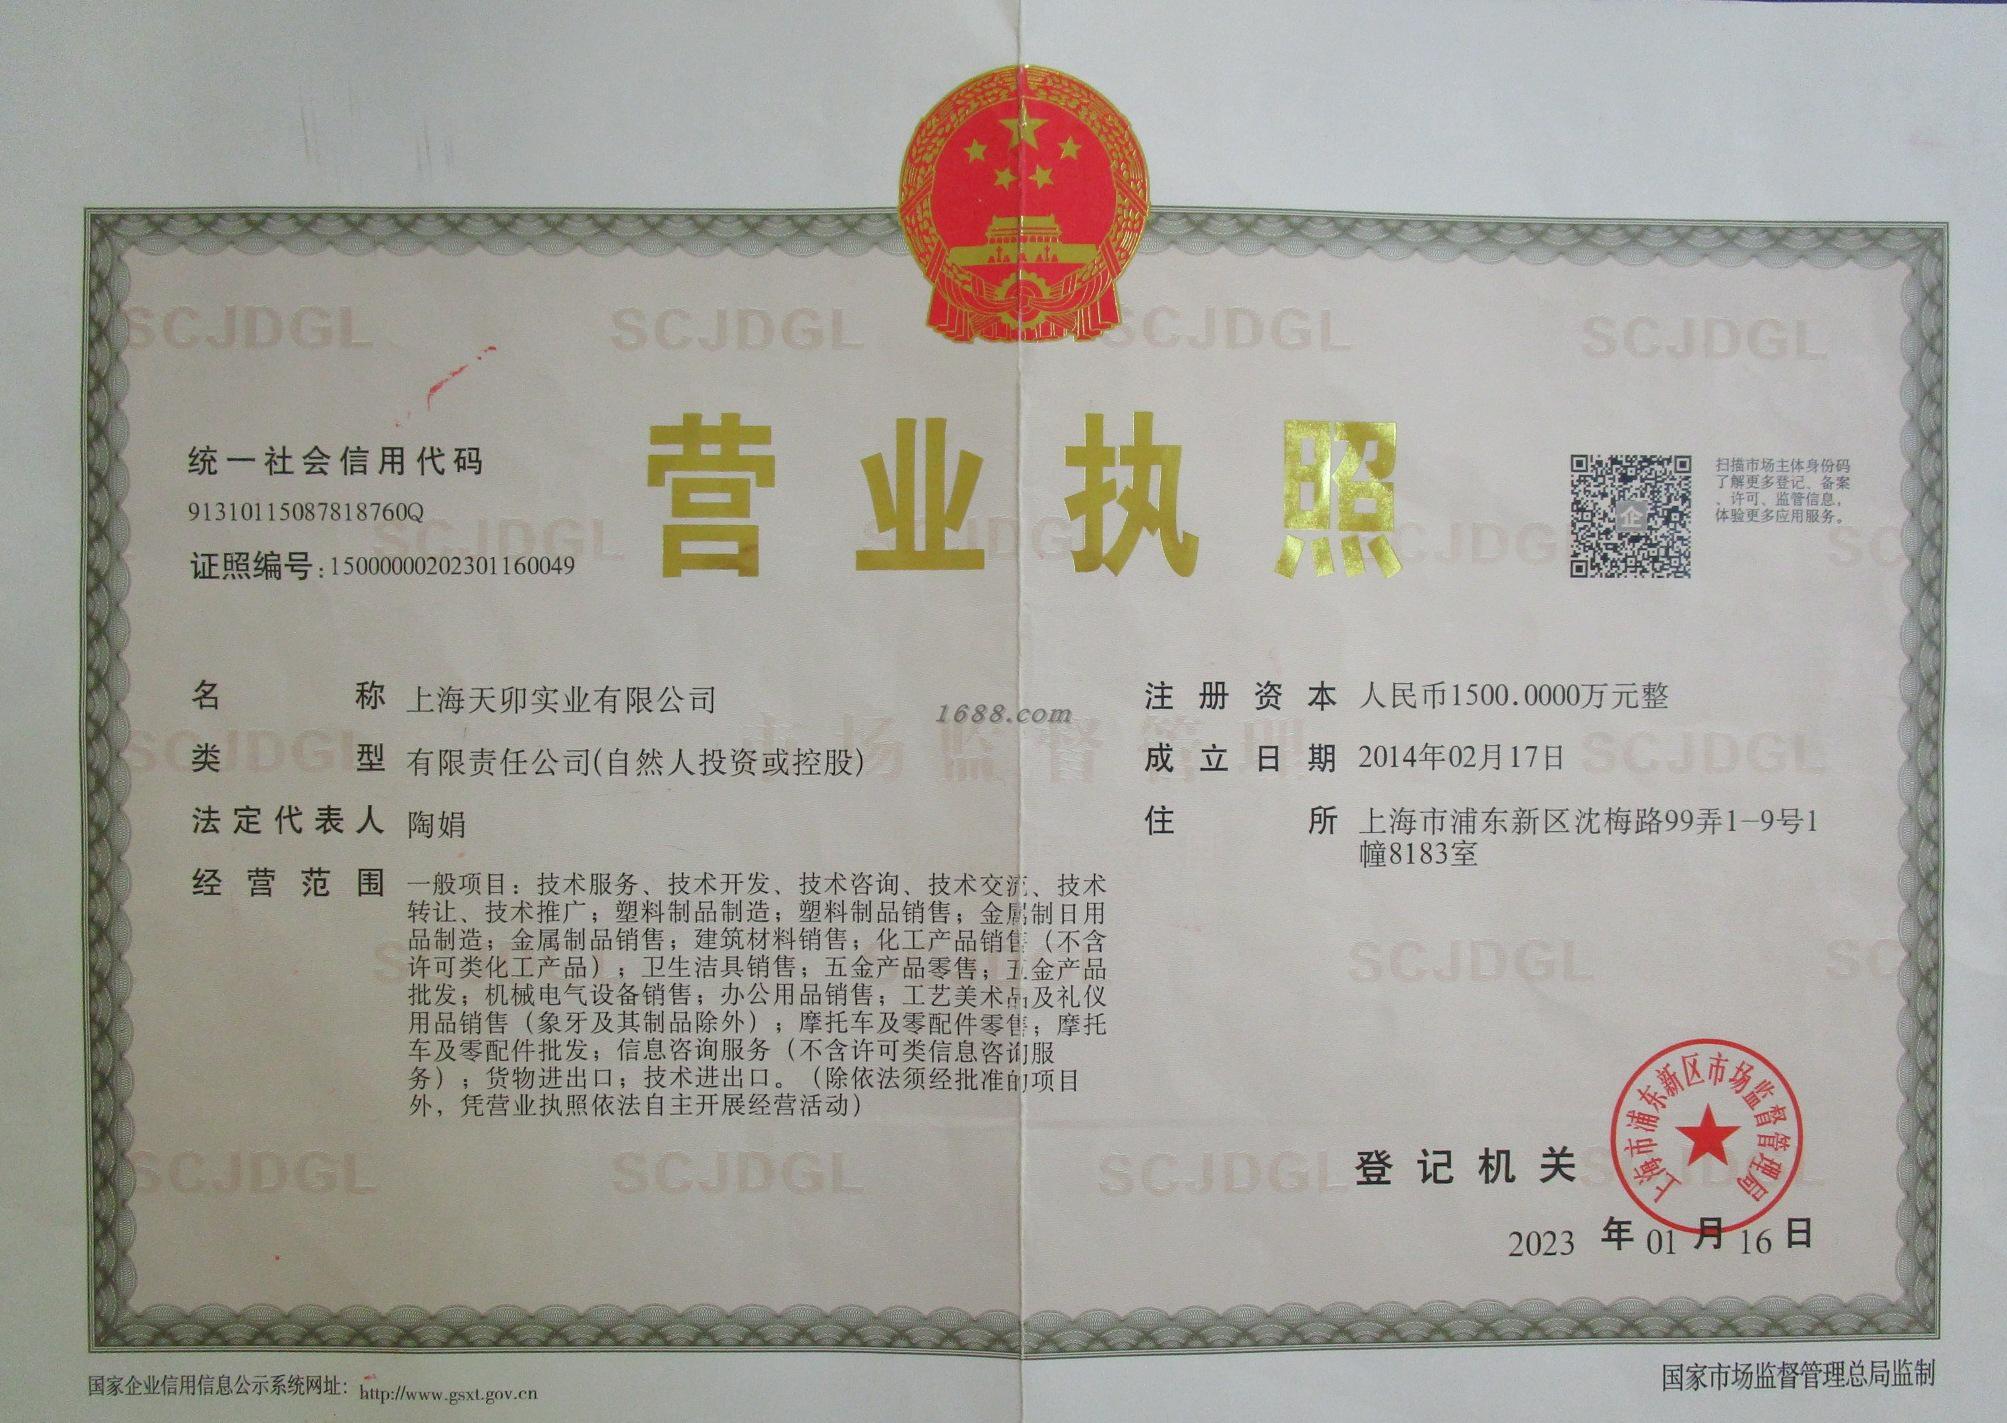 营业执照
统一社会信用代码
91310115087818760Q
证照编号:15000000202301160049
扫描市场主体身份码
了解更多登记、备案
、许可、监管信息,
体验更多应用服务。
名称 上海天卯实业有限公司
类型 有限责任公司(自然人投资或控股)
法定代表人 陶娟
经营范围 一般项目：技术服务、技术开发、技术咨询、技术交流、技术
转让、技术推广；塑料制品制造；塑料制品销售；金属制日用
品制造；金属制品销售；建筑材料销售；化工产品销售（不含
许可类化工产品）；卫生洁具销售；五金产品零售；五金产品
批发；机械电气设备销售；办公用品销售；工艺美术品及礼仪
用品销售（象牙及其制品除外）；摩托车及零配件零售；摩托
车及零配件批发；信息咨询服务（不含许可类信息咨询服
务）；货物进出口；技术进出口。（除依法须经批准的项目
外，凭营业执照依法自主开展经营活动）
注册资本 人民币1500.0000万元整
成立日期 2014年02月17日
住所 上海市浦东新区沈梅路99弄1-9号1
幢8183室
1688.com
市场监督管理
SCJDGL SCJDGL SCJDGL SCJDGL
登记机关
上海市浦东新区市场监督管理局
2023 年 01 月 16 日
国家企业信用信息公示系统网址：http://www.gsxt.gov.cn
国家市场监督管理总局监制